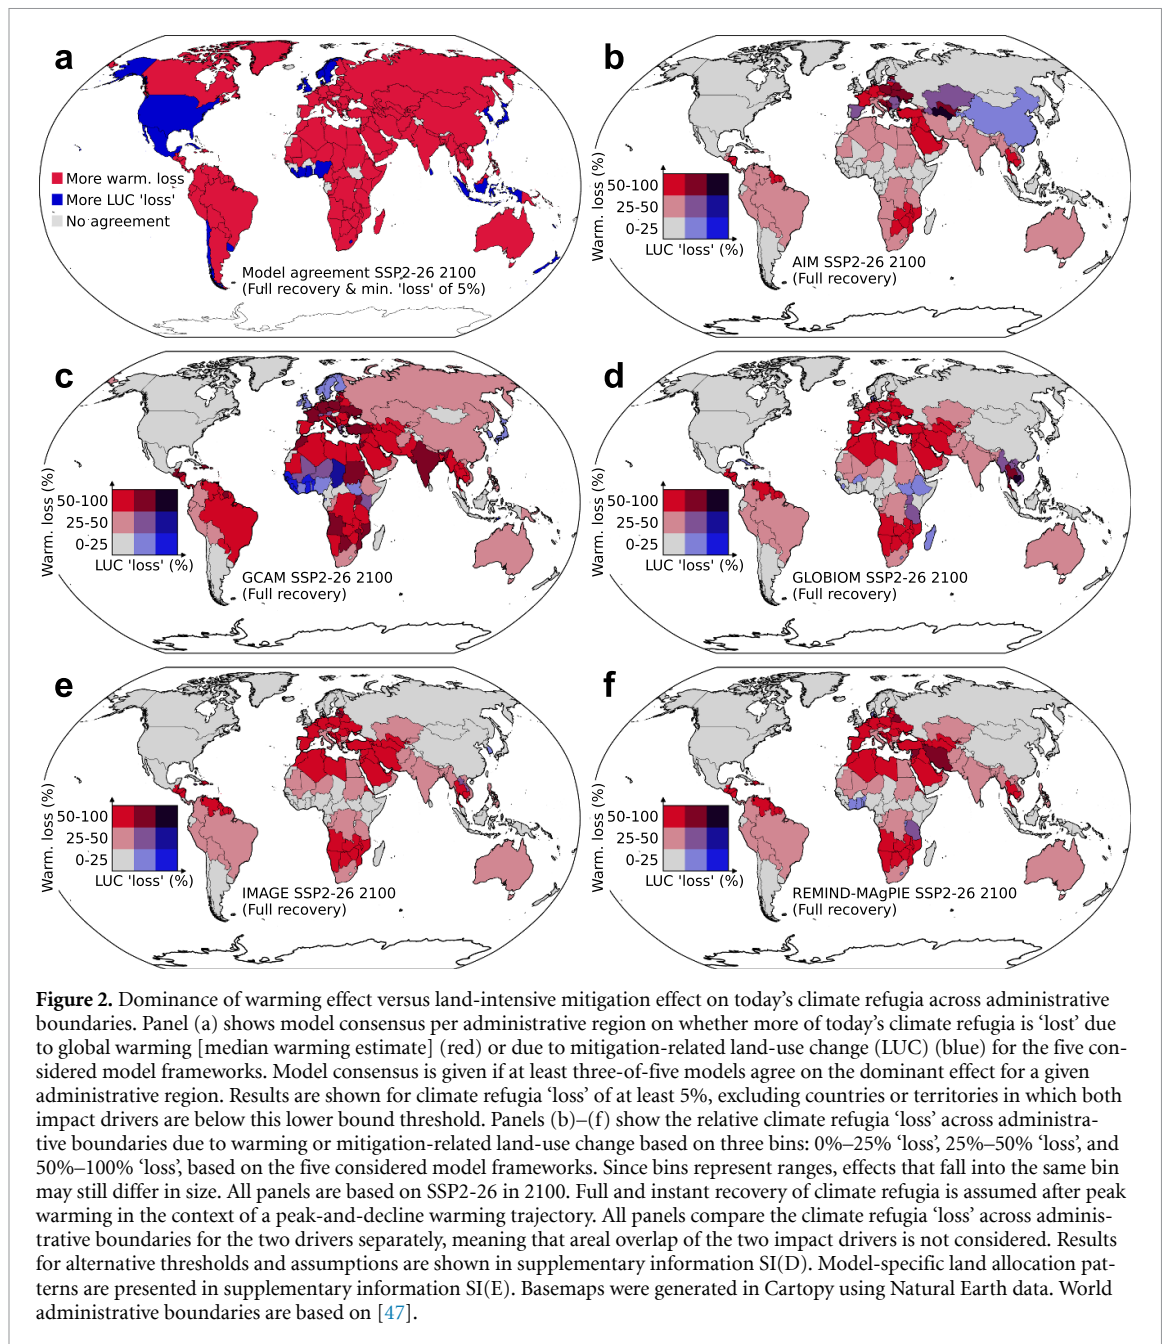 a
More warm. loss
More LUC 'loss'
No agreement
Model agreement SSP2-26 2100
(Full recovery & min. 'loss' of 5%)
b
Warm. loss (%)
50-100
25-50
0-25
LUC 'loss' (%)
AIM SSP2-26 2100
(Full recovery)
c
Warm. loss (%)
50-100
25-50
0-25
LUC 'loss' (%)
GCAM SSP2-26 2100
(Full recovery)
d
Warm. loss (%)
50-100
25-50
0-25
LUC 'loss' (%)
GLOBIOM SSP2-26 2100
(Full recovery)
e
Warm. loss (%)
50-100
25-50
0-25
LUC 'loss' (%)
IMAGE SSP2-26 2100
(Full recovery)
f
Warm. loss (%)
50-100
25-50
0-25
LUC 'loss' (%)
REMIND-MAgPIE SSP2-26 2100
(Full recovery)
Figure 2. Dominance of warming effect versus land-intensive mitigation effect on today's climate refugia across administrative
boundaries. Panel (a) shows model consensus per administrative region on whether more of today's climate refugia is 'lost' due
to global warming [median warming estimate] (red) or due to mitigation-related land-use change (LUC) (blue) for the five con-
sidered model frameworks. Model consensus is given if at least three-of-five models agree on the dominant effect for a given
administrative region. Results are shown for climate refugia 'loss' of at least 5%, excluding countries or territories in which both
impact drivers are below this lower bound threshold. Panels (b)–(f) show the relative climate refugia 'loss' across administra-
tive boundaries due to warming or mitigation-related land-use change based on three bins: 0%–25% 'loss', 25%–50% 'loss', and
50%–100% 'loss', based on the five considered model frameworks. Since bins represent ranges, effects that fall into the same bin
may still differ in size. All panels are based on SSP2-26 in 2100. Full and instant recovery of climate refugia is assumed after peak
warming in the context of a peak-and-decline warming trajectory. All panels compare the climate refugia 'loss' across adminis-
trative boundaries for the two drivers separately, meaning that areal overlap of the two impact drivers is not considered. Results
for alternative thresholds and assumptions are shown in supplementary information SI(D). Model-specific land allocation pat-
terns are presented in supplementary information SI(E). Basemaps were generated in Cartopy using Natural Earth data. World
administrative boundaries are based on [47].